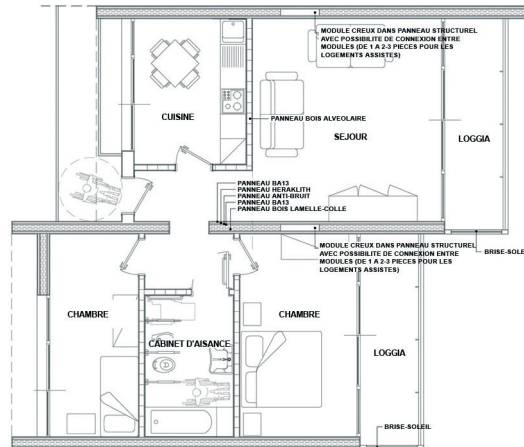 MODULE CREUX DANS PANNEAU STRUCTUREL
AVEC POSSIBILITE DE CONNEXION ENTRE
MODULES (DE 1 A 2-3 PIECES POUR LES
LOGEMENTS ASSISTES)
CUISINE
PANNEAU BOIS ALVEOLAIRE
SEJOUR
LOGGIA
PANNEAU BA13
PANNEAU HERAKLITH
PANNEAU ANTI-BRUIT
PANNEAU BA13
PANNEAU BOIS LAMELLE-COLLE
MODULE CREUX DANS PANNEAU STRUCTUREL
AVEC POSSIBILITE DE CONNEXION ENTRE
MODULES (DE 1 A 2-3 PIECES POUR LES
LOGEMENTS ASSISTES)
BRISE-SOLE
CHAMBRE
CABINET D'AISANCE
CHAMBRE
LOGGIA
BRISE-SOLEIL